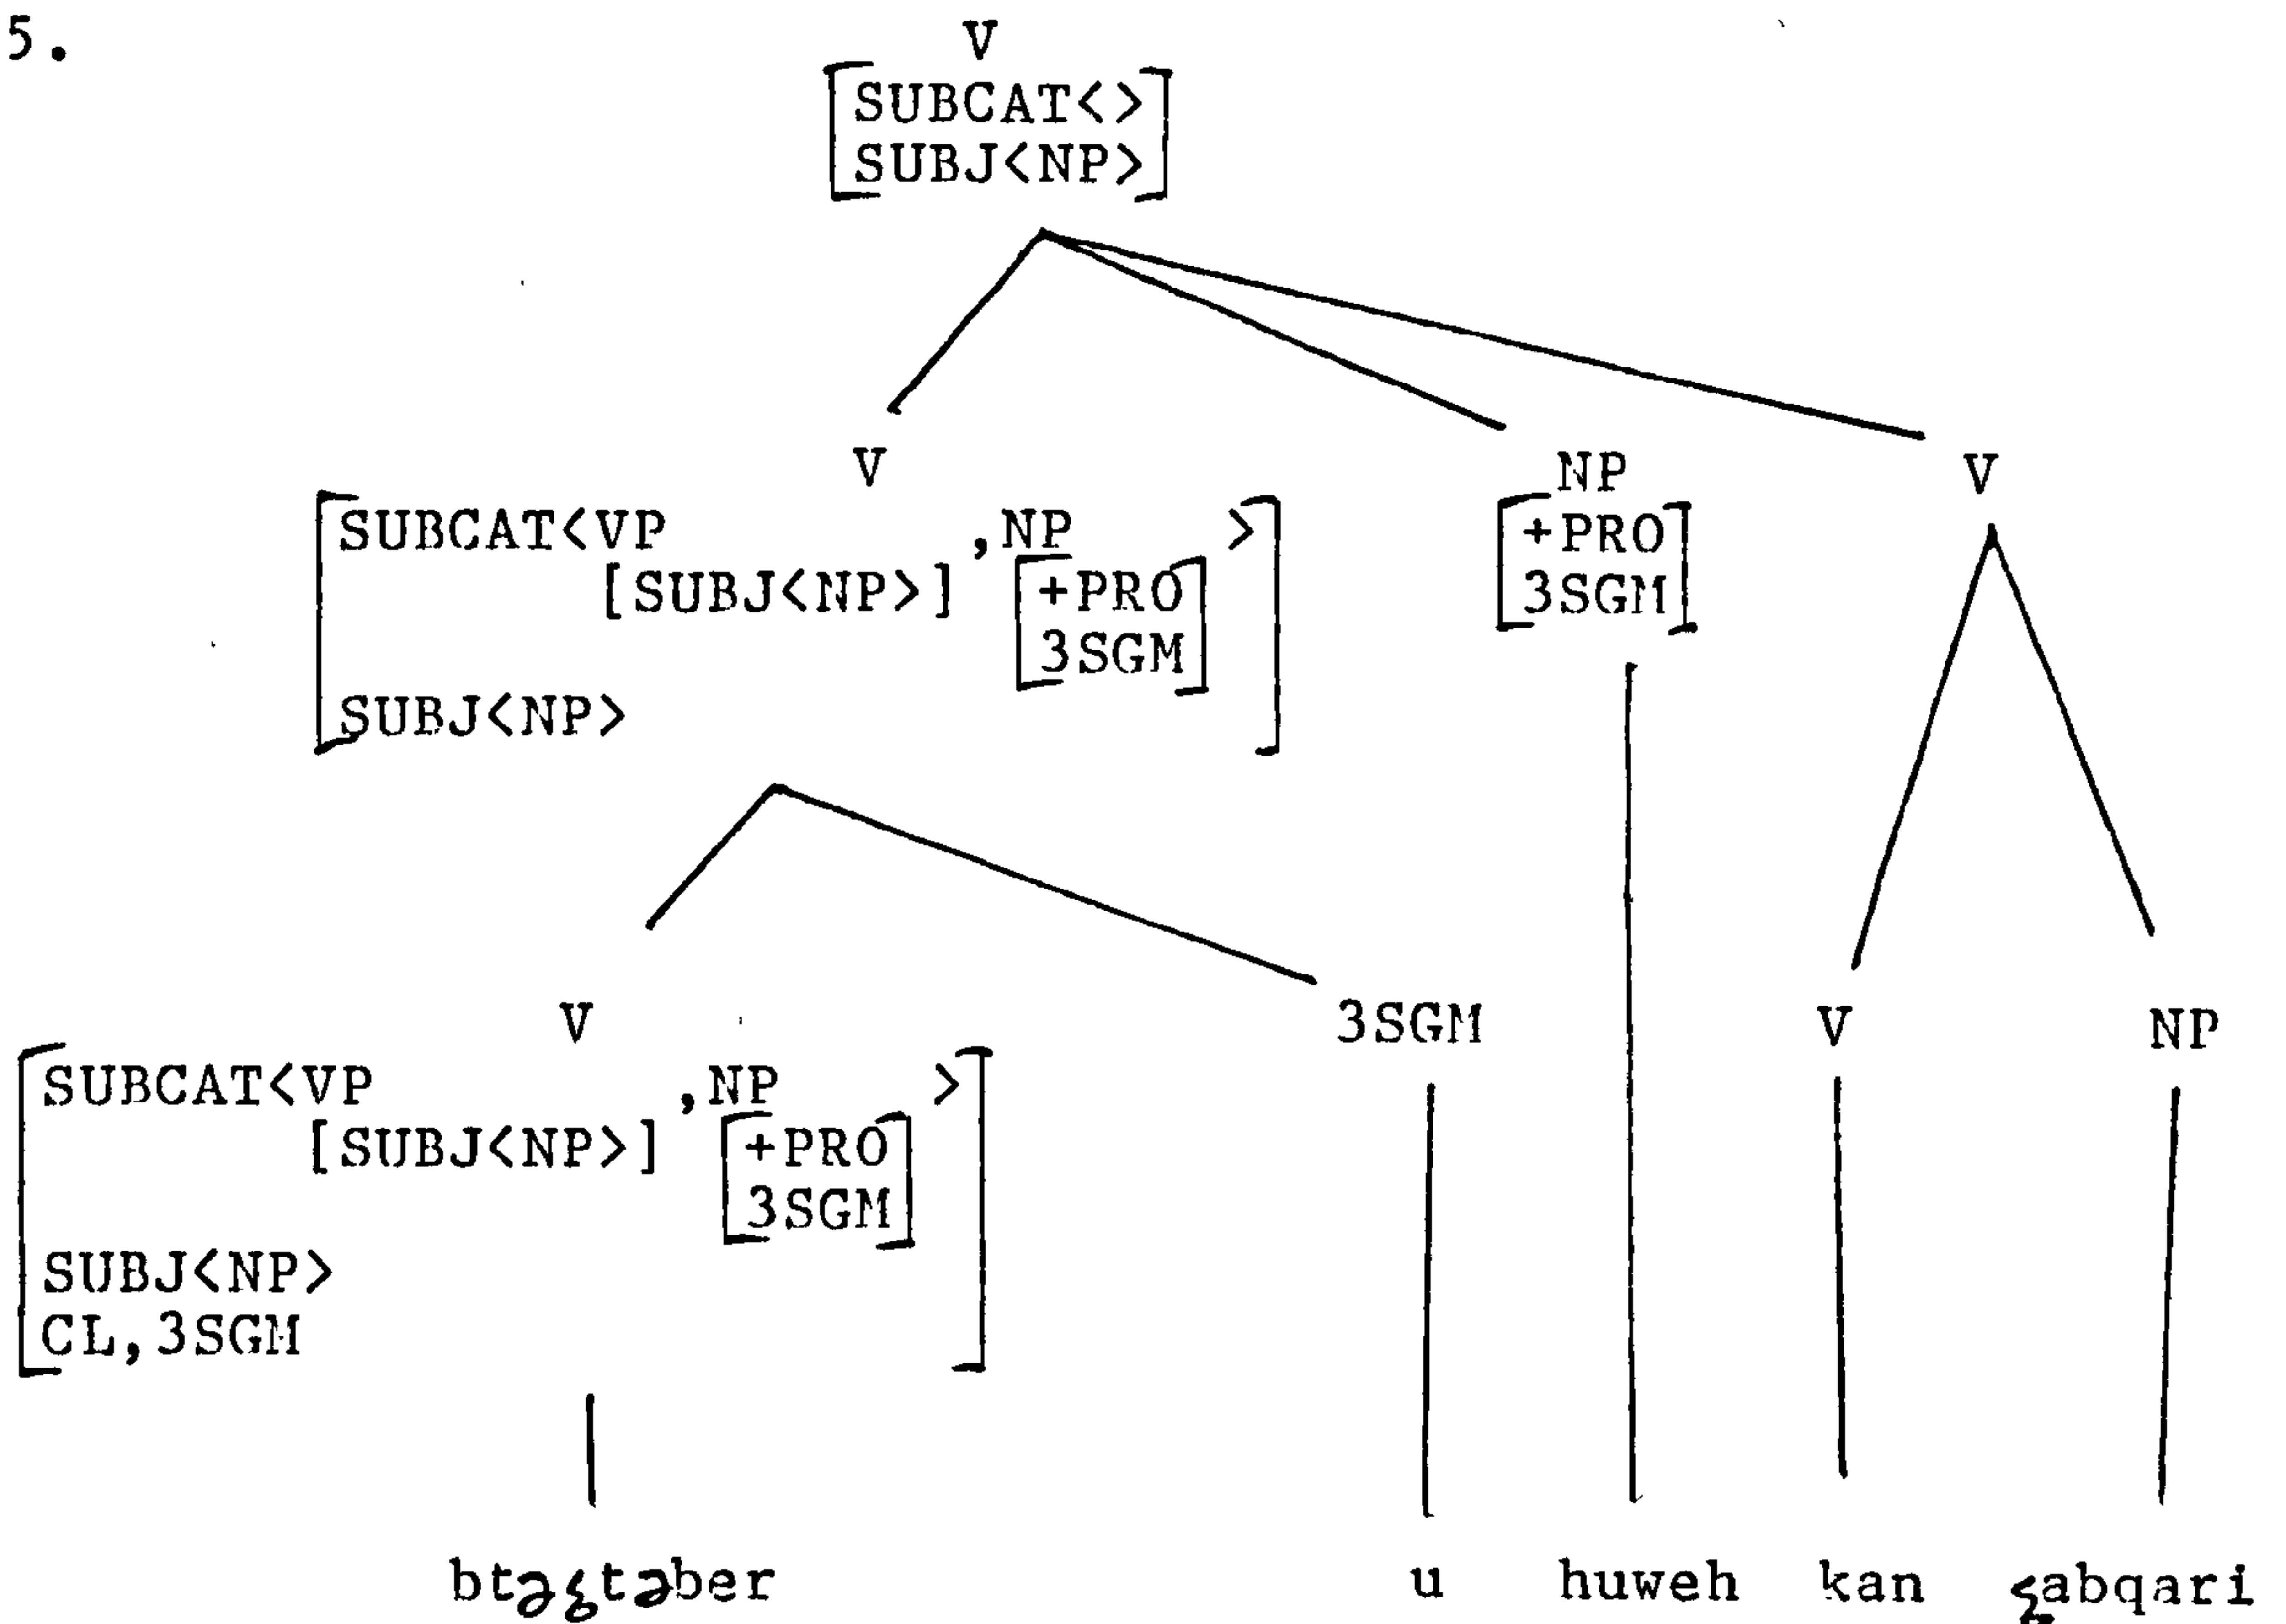 5.
V
SUBCAT<>
SUBJ<NP>
V NP V
SUBCAT<VP ,NP > +PRO
[SUBJ<NP>] +PRO 3SGM
3SGM
SUBJ<NP>
V 3SGM V NP
SUBCAT<VP ,NP >
[SUBJ<NP>] +PRO
3SGM
SUBJ<NP>
CL,3SGM
btəʕtəber u huweh kan ʕabqari